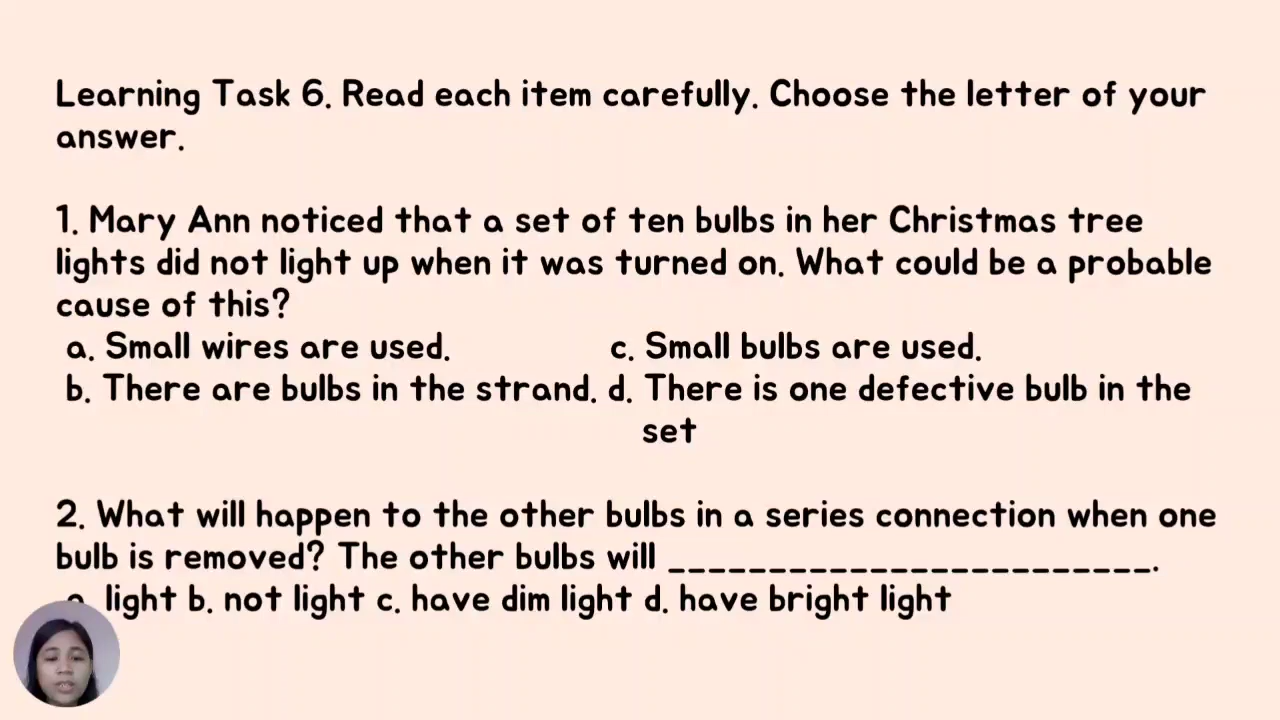 Learning Task 6. Read each item carefully. Choose the letter of your
answer.
1. Mary Ann noticed that a set of ten bulbs in her Christmas tree
lights did not light up when it was turned on. What could be a probable
cause of this?
a. Small wires are used. c. Small bulbs are used.
b. There are bulbs in the strand. d. There is one defective bulb in the
set
2. What will happen to the other bulbs in a series connection when one
bulb is removed? The other bulbs will ________________________.
light b. not light c. have dim light d. have bright light